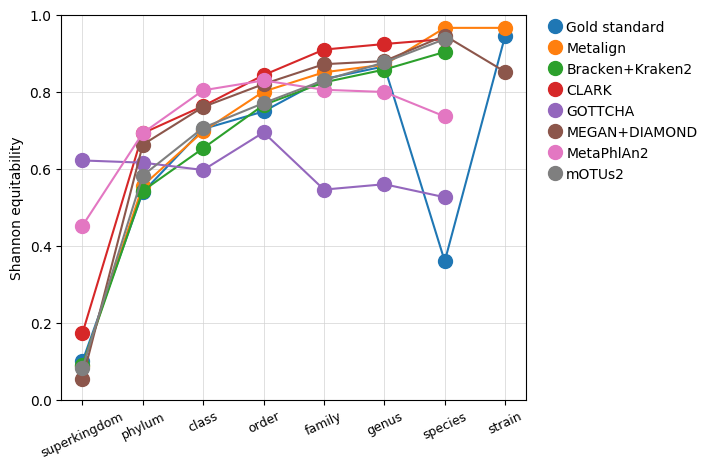 Shannon equitability
1.0
0.8
0.6
0.4
0.2
0.0
superkingdom
phylum
class
order
family
genus
species
strain
Gold standard
Metalign
Bracken+Kraken2
CLARK
GOTTCHA
MEGAN+DIAMOND
MetaPhlAn2
mOTUs2